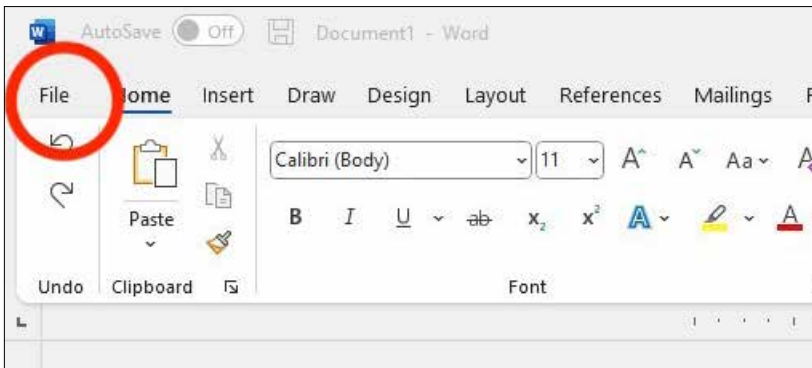 W AutoSave Off Document1 - Word
File Home Insert Draw Design Layout References Mailings
Calibri (Body) 11 A A Aa A
Paste
B I U ab x2 x2 A A
Undo Clipboard Font